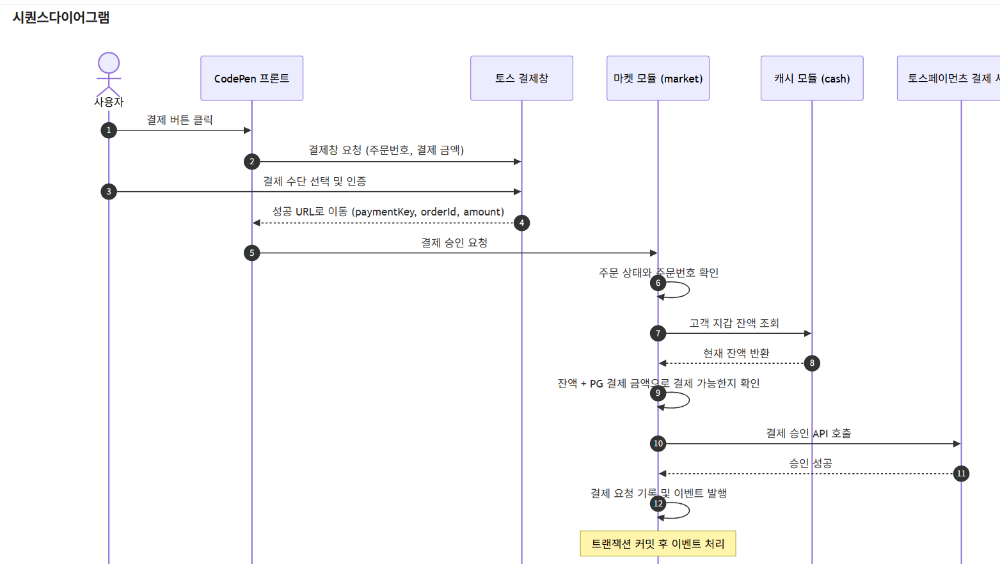 시퀀스다이어그램
사용자
CodePen 프론트
토스 결제창
마켓 모듈 (market)
캐시 모듈 (cash)
토스페이먼츠 결제
결제 버튼 클릭
1
결제창 요청 (주문번호, 결제 금액)
2
결제 수단 선택 및 인증
3
성공 URL로 이동 (paymentKey, orderId, amount)
4
결제 승인 요청
5
주문 상태와 주문번호 확인
6
고객 지갑 잔액 조회
7
현재 잔액 반환
8
잔액 + PG 결제 금액으로 결제 가능한지 확인
9
결제 승인 API 호출
10
승인 성공
11
결제 요청 기록 및 이벤트 발행
12
트랜잭션 커밋 후 이벤트 처리